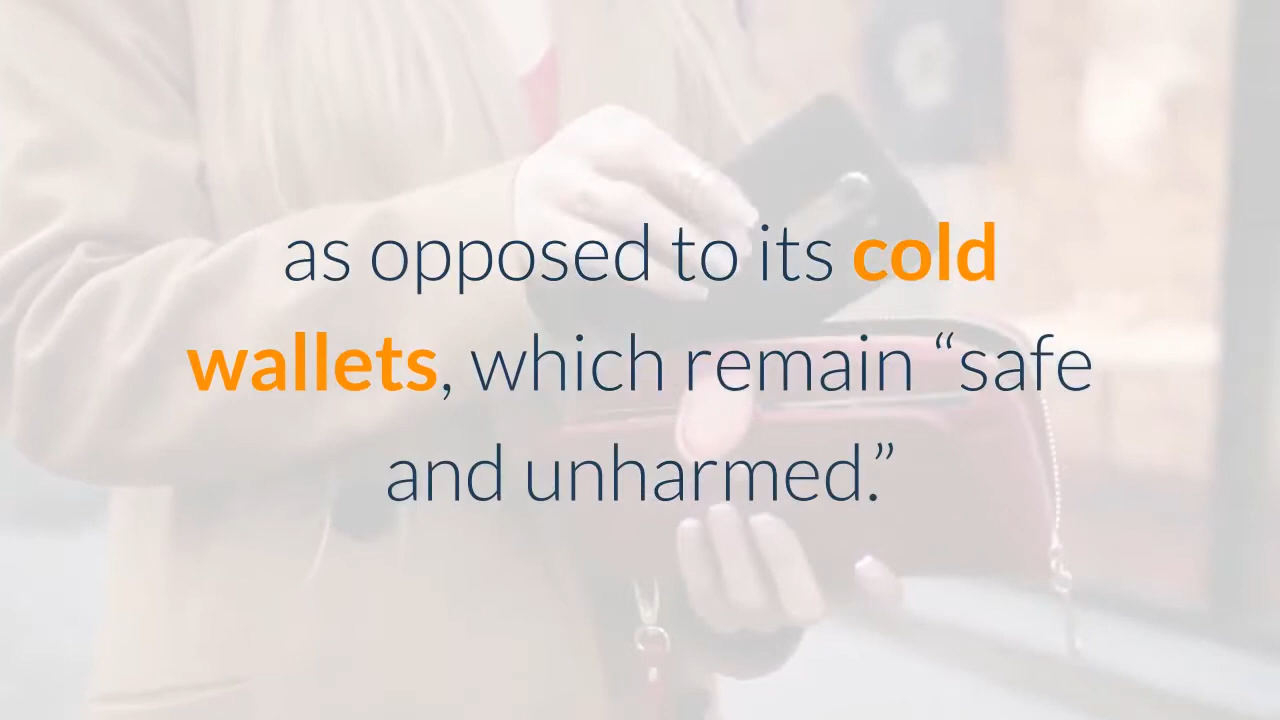 as opposed to its cold
wallets, which remain “safe
and unharmed.”